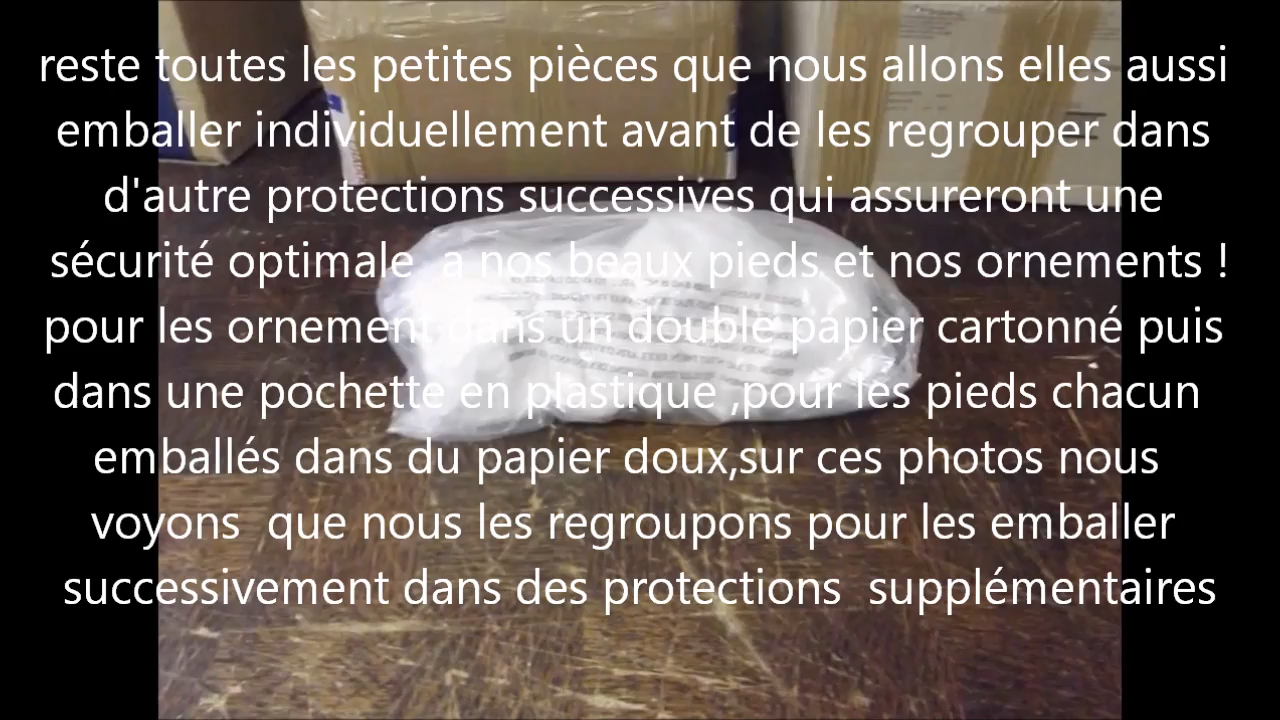 reste toutes les petites pièces que nous allons elles aussi
emballer individuellement avant de les regrouper dans
d'autre protections successives qui assureront une
sécurité optimale  a nos beaux pieds et nos ornements !
pour les ornement dans un double papier cartonné puis
dans une pochette en plastique ,pour les pieds chacun
emballés dans du papier doux,sur ces photos nous
voyons  que nous les regroupons pour les emballer
successivement dans des protections  supplémentaires